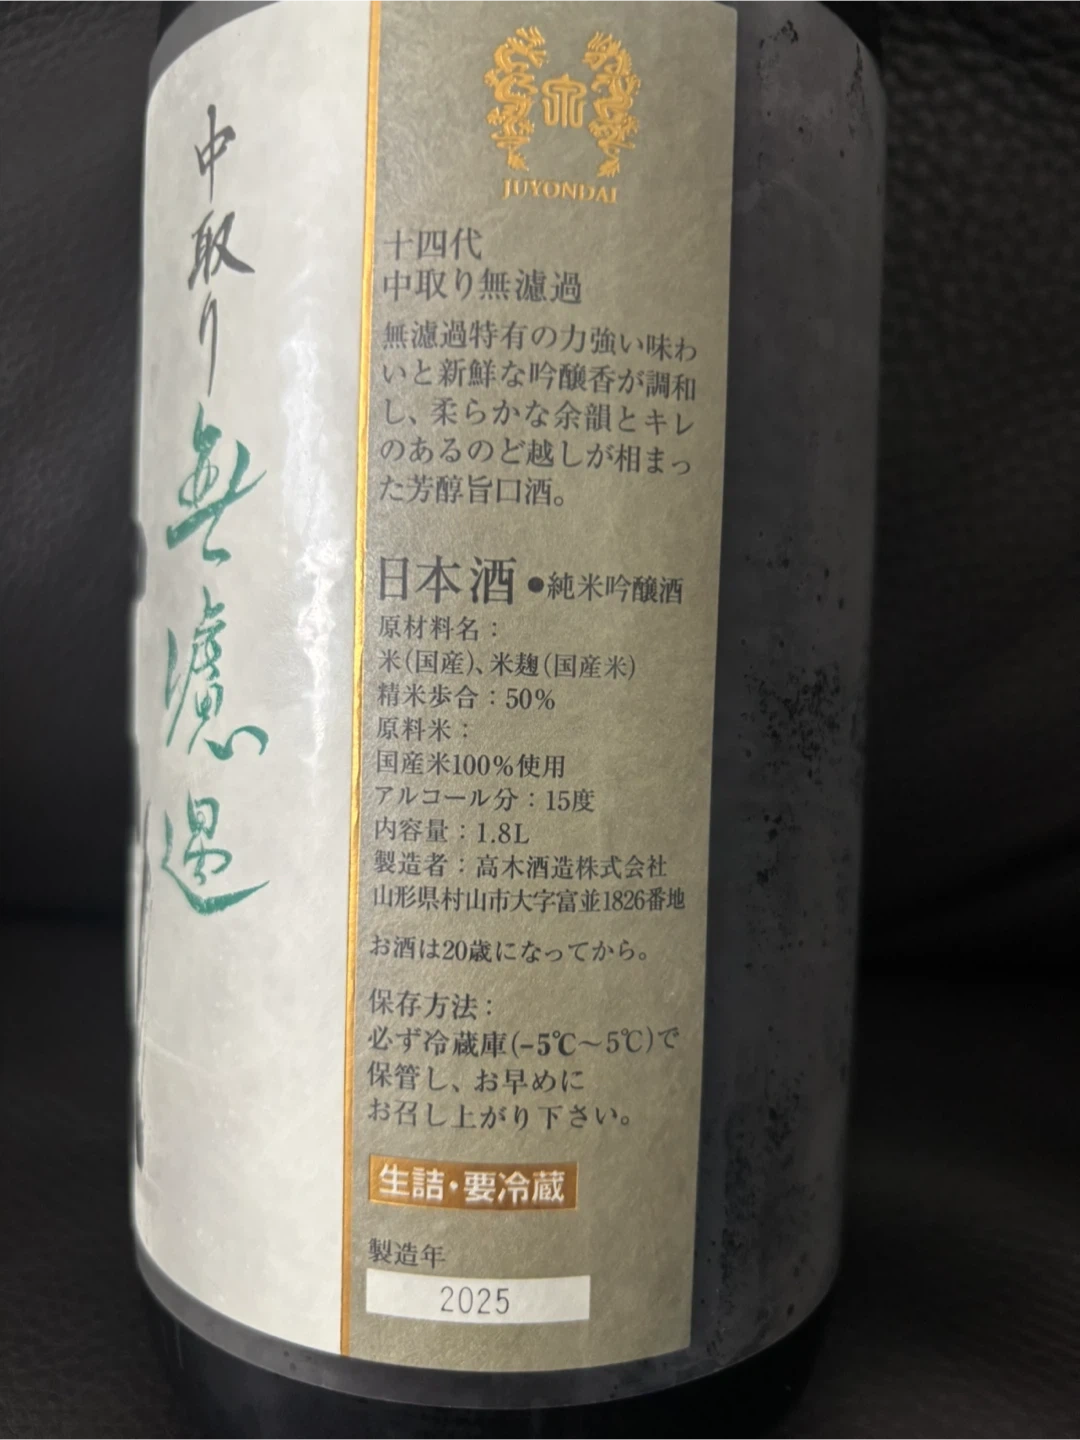 中取り無濾過
JUYONDAI
十四代
中取り無濾過
無濾過特有の力強い味わ
いと新鮮な吟醸香が調和
し、柔らかな余韻とキレ
のあるのど越しが相まっ
た芳醇旨口酒。
日本酒●純米吟醸酒
原材料名：
米(国産)、米麹(国産米)
精米歩合：50%
原料米：
国産米100%使用
アルコール分：15度
内容量：1.8L
製造者：高木酒造株式会社
山形県村山市大字富並1826番地
お酒は20歳になってから。
保存方法：
必ず冷蔵庫(-5℃～5℃)で
保管し、お早めに
お召し上がり下さい。
生詰・要冷蔵
製造年
2025